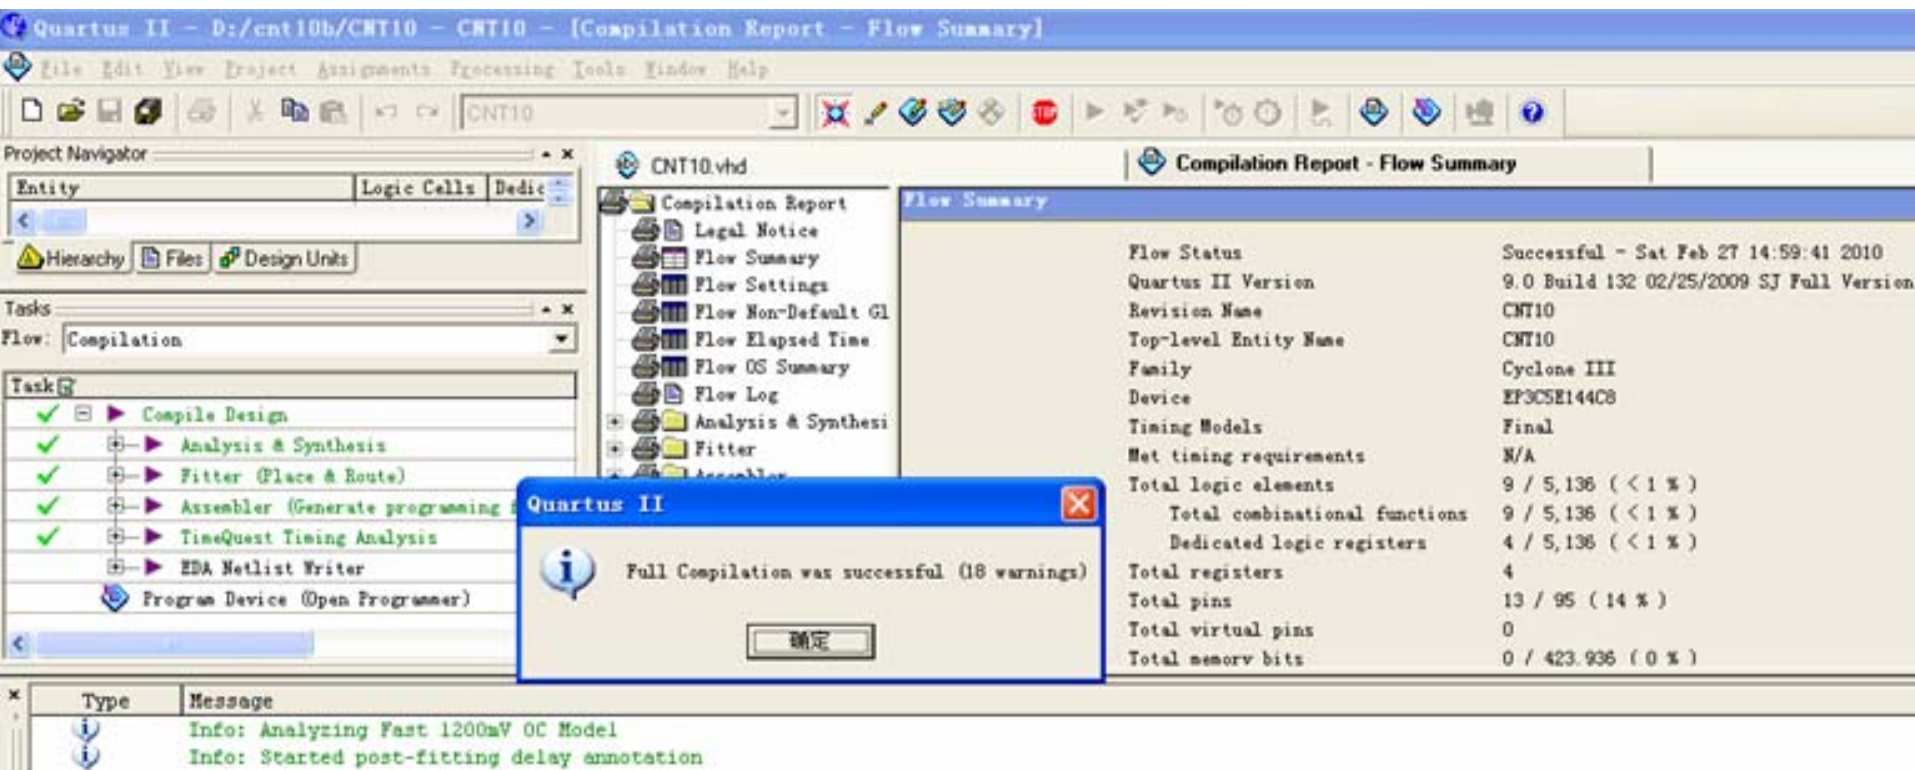 Quartus II - D:/cnt10b/CNT10 - CNT10 - [Compilation Report - Flow Summary]
File Edit View Project Assignments Processing Tools Window Help
CNT10
STOP
Project Navigator
Entity Logic Cells Dedic
Hierarchy Files Design Units
Tasks
Flow: Compilation
Task
Compile Design
Analysis & Synthesis
Fitter (Place & Route)
Assembler (Generate programming f
TimeQuest Timing Analysis
EDA Netlist Writer
Program Device (Open Programmer)
CNT10.vhd
Compilation Report - Flow Summary
Compilation Report
Legal Notice
Flow Summary
Flow Settings
Flow Non-Default Gl
Flow Elapsed Time
Flow OS Summary
Flow Log
Analysis & Synthesi
Fitter
Assembler
Flow Summary
Flow Status Successful - Sat Feb 27 14:59:41 2010
Quartus II Version 9.0 Build 132 02/25/2009 SJ Full Version
Revision Name CNT10
Top-level Entity Name CNT10
Family Cyclone III
Device EP3C5E144C8
Timing Models Final
Met timing requirements N/A
Total logic elements 9 / 5,136 ( < 1 % )
Total combinational functions 9 / 5,136 ( < 1 % )
Dedicated logic registers 4 / 5,136 ( < 1 % )
Total registers 4
Total pins 13 / 95 ( 14 % )
Total virtual pins 0
Total memory bits 0 / 423,936 ( 0 % )
Quartus II
Full Compilation was successful (18 warnings)
确定
Type Message
Info: Analyzing Fast 1200mV 0C Model
Info: Started post-fitting delay annotation